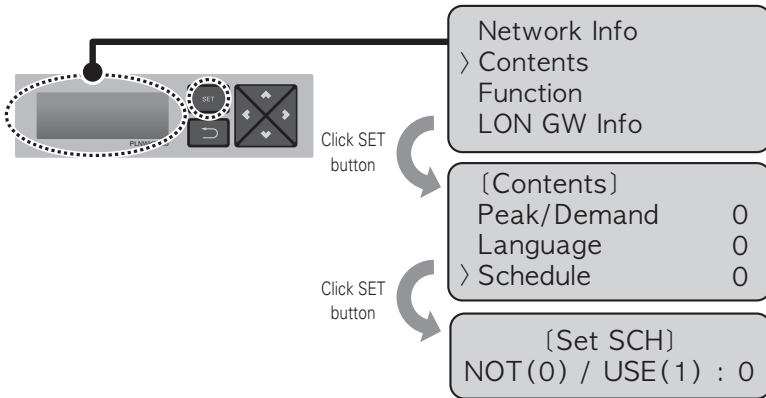 Network Info
〉Contents
Function
LON GW Info
SET
Click SET
button
[Contents]
Peak/Demand 0
Language 0
〉Schedule 0
Click SET
button
[Set SCH]
NOT(0) / USE(1) : 0